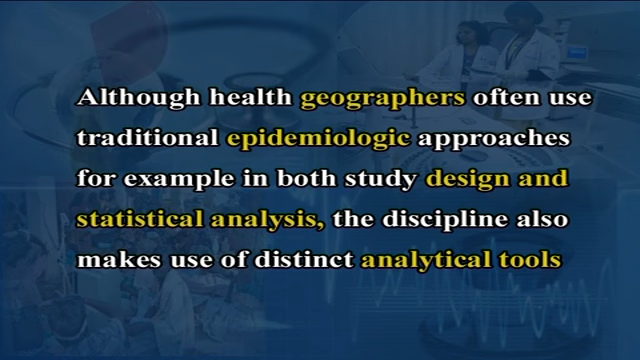 Although health geographers often use
traditional epidemiologic approaches
for example in both study design and
statistical analysis, the discipline also
makes use of distinct analytical tools